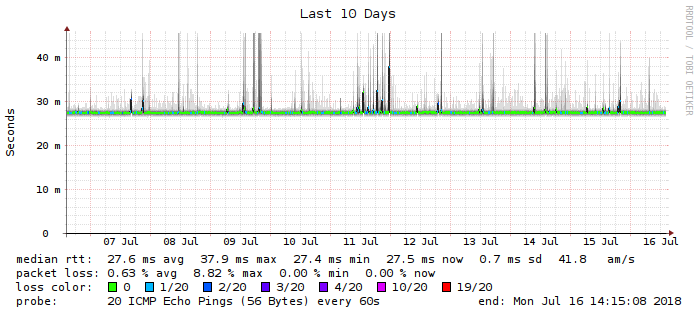 Last 10 Days
RRDTOOL / TOBI OETIKER
Seconds
40 m
30 m
20 m
10 m
0
07 Jul 08 Jul 09 Jul 10 Jul 11 Jul 12 Jul 13 Jul 14 Jul 15 Jul 16 Jul
median rtt: 27.6 ms avg 37.9 ms max 27.4 ms min 27.5 ms now 0.7 ms sd 41.8 am/s
packet loss: 0.63 % avg 8.82 % max 0.00 % min 0.00 % now
loss color: 0 1/20 2/20 3/20 4/20 10/20 19/20
probe: 20 ICMP Echo Pings (56 Bytes) every 60s end: Mon Jul 16 14:15:08 2018